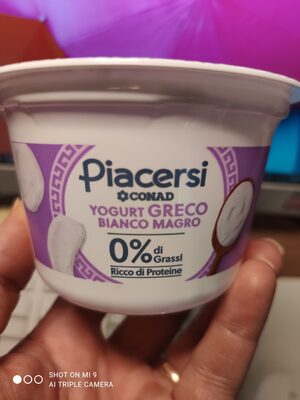 Piacersi
CONAD
YOGURT GRECO
BIANCO MAGRO
0% di
Grassi
Ricco di Proteine
SHOT ON MI 9
AI TRIPLE CAMERA